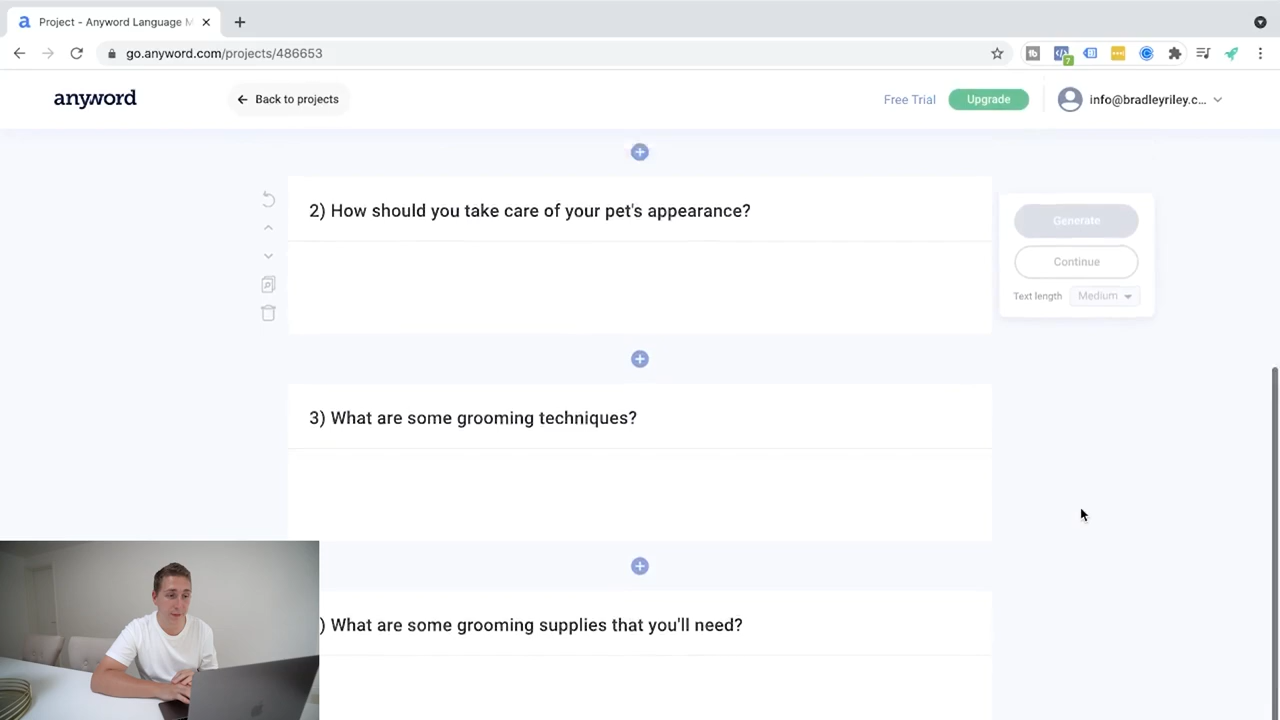 Project - Anyword Language M
go.anyword.com/projects/486653
7
anyword
Back to projects
Free Trial
Upgrade
info@bradleyriley.c...
2) How should you take care of your pet's appearance?
Generate
Continue
Text length
Medium
3) What are some grooming techniques?
) What are some grooming supplies that you'll need?